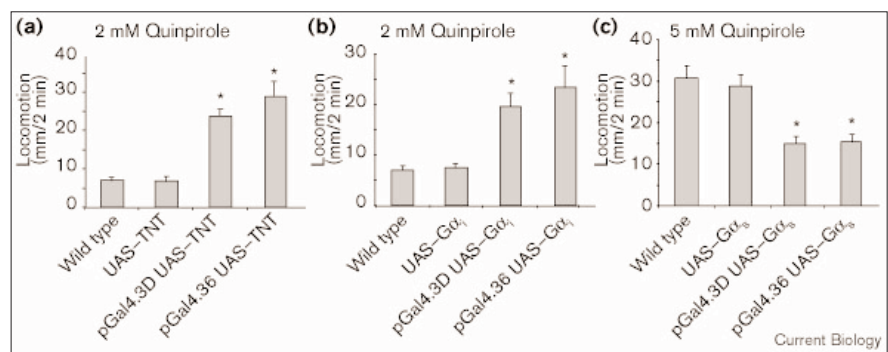 (a) 2 mM Quinpirole
Locomotion
(mm/2 min)
40
30
20
10
0
Wild type
UAS–TNT
pGal4.3D UAS–TNT
pGal4.36 UAS–TNT
(b) 2 mM Quinpirole
Locomotion
(mm/2 min)
30
20
10
0
Wild type
UAS–Gαi
pGal4.3D UAS–Gαi
pGal4.36 UAS–Gαi
(c) 5 mM Quinpirole
Locomotion
(mm/2 min)
40
30
20
10
0
Wild type
UAS–Gαs
pGal4.3D UAS–Gαs
pGal4.36 UAS–Gαs
* * * * * *
Current Biology